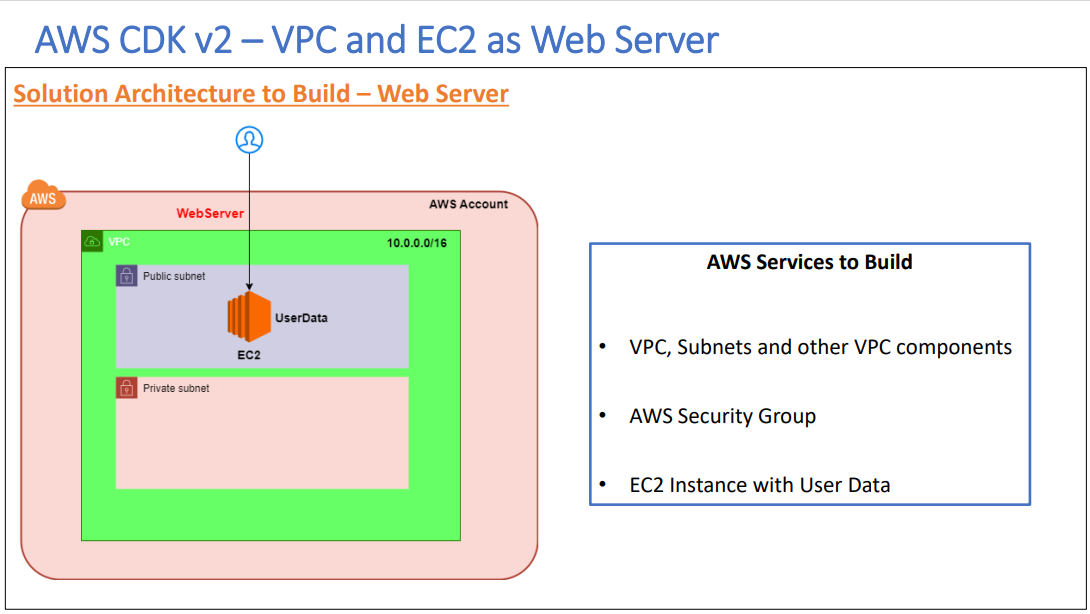 AWS CDK v2 – VPC and EC2 as Web Server
Solution Architecture to Build – Web Server
AWS
AWS Account
WebServer
VPC
10.0.0.0/16
Public subnet
UserData
EC2
Private subnet
AWS Services to Build
• VPC, Subnets and other VPC components
• AWS Security Group
• EC2 Instance with User Data